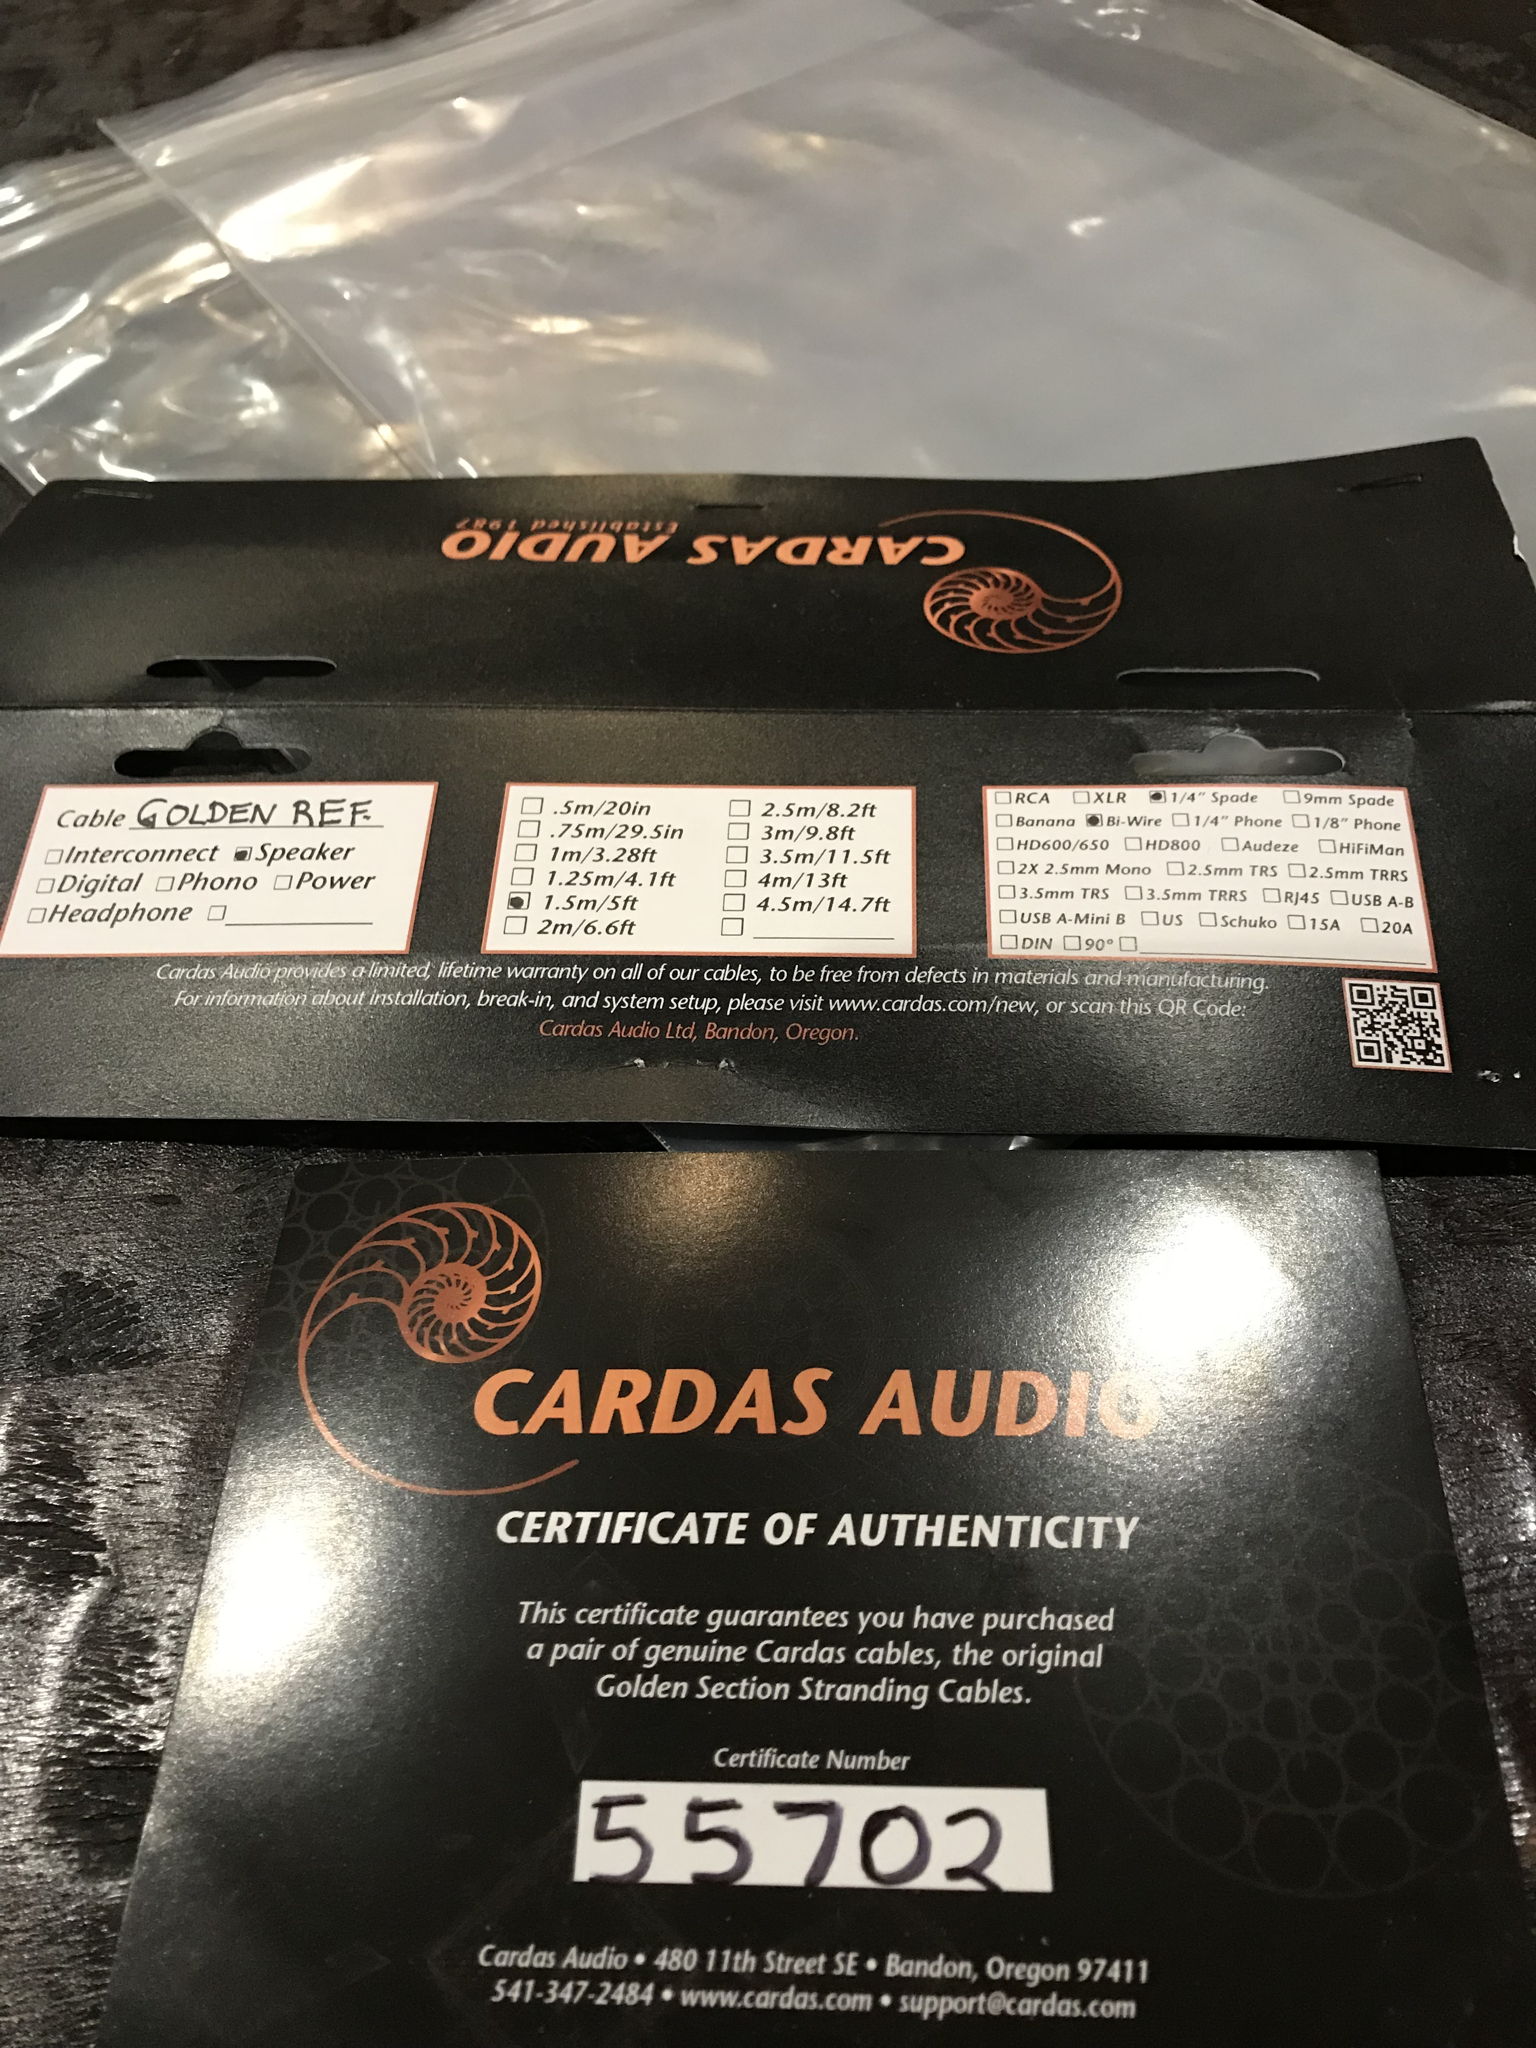 CARDAS AUDIO
Established 1987
Cable GOLDEN REF.
Interconnect Speaker
Digital Phono Power
Headphone
.5m/20in
.75m/29.5in
1m/3.28ft
1.25m/4.1ft
1.5m/5ft
2m/6.6ft
2.5m/8.2ft
3m/9.8ft
3.5m/11.5ft
4m/13ft
4.5m/14.7ft
RCA XLR 1/4" Spade 9mm Spade
Banana Bi-Wire 1/4" Phone 1/8" Phone
HD600/650 HD800 Audeze HiFiMan
2X 2.5mm Mono 2.5mm TRS 2.5mm TRRS
3.5mm TRS 3.5mm TRRS RJ45 USB A-B
USB A-Mini B US Schuko 15A 20A
DIN 90°
Cardas Audio provides a limited, lifetime warranty on all of our cables, to be free from defects in materials and manufacturing.
For information about installation, break-in, and system setup, please visit www.cardas.com/new, or scan this QR Code:
Cardas Audio Ltd, Bandon, Oregon.
CARDAS AUDIO
CERTIFICATE OF AUTHENTICITY
This certificate guarantees you have purchased
a pair of genuine Cardas cables, the original
Golden Section Stranding Cables.
Certificate Number
55702
Cardas Audio • 480 11th Street SE • Bandon, Oregon 97411
541-347-2484 • www.cardas.com • support@cardas.com